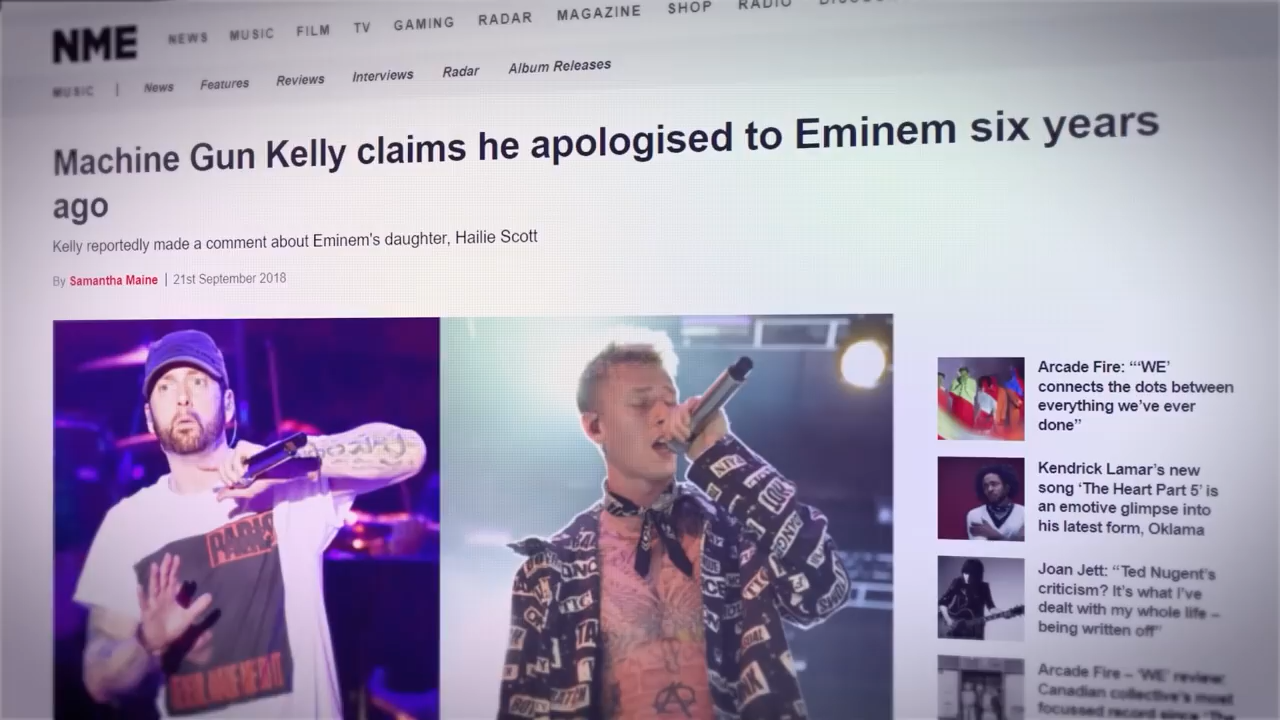 NME
NEWS MUSIC FILM TV GAMING RADAR MAGAZINE SHOP RADIO
MUSIC | News Features Reviews Interviews Radar Album Releases
Machine Gun Kelly claims he apologised to Eminem six years
ago
Kelly reportedly made a comment about Eminem's daughter, Hailie Scott
By Samantha Maine | 21st September 2018
Arcade Fire: “‘WE’
connects the dots between
everything we’ve ever
done”
Kendrick Lamar’s new
song ‘The Heart Part 5’ is
an emotive glimpse into
his latest form, Oklama
Joan Jett: “Ted Nugent’s
criticism? It’s what I’ve
dealt with my whole life –
being written off”
Arcade Fire – ‘WE’ review:
Canadian collective’s most
focussed record since